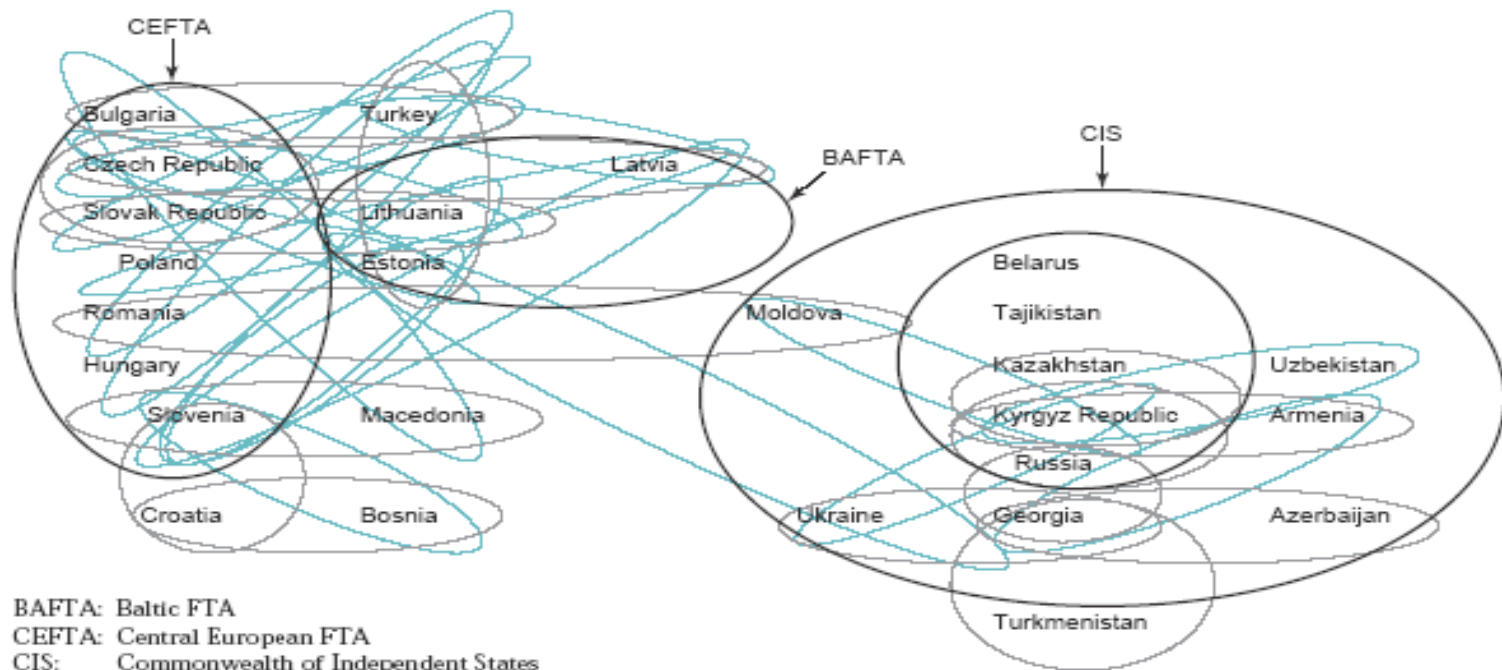 CEFTA
Bulgaria Turkey
CIS
Czech Republic Latvia BAFTA
Slovak Republic Lithuania
Poland Estonia Belarus
Romania Moldova Tajikistan
Hungary Kazakhstan Uzbekistan
Slovenia Macedonia Kyrgyz Republic Armenia
Russia
Croatia Bosnia Ukraine Georgia Azerbaijan
BAFTA: Baltic FTA
Turkmenistan
CEFTA: Central European FTA
CIS: Commonwealth of Independent States